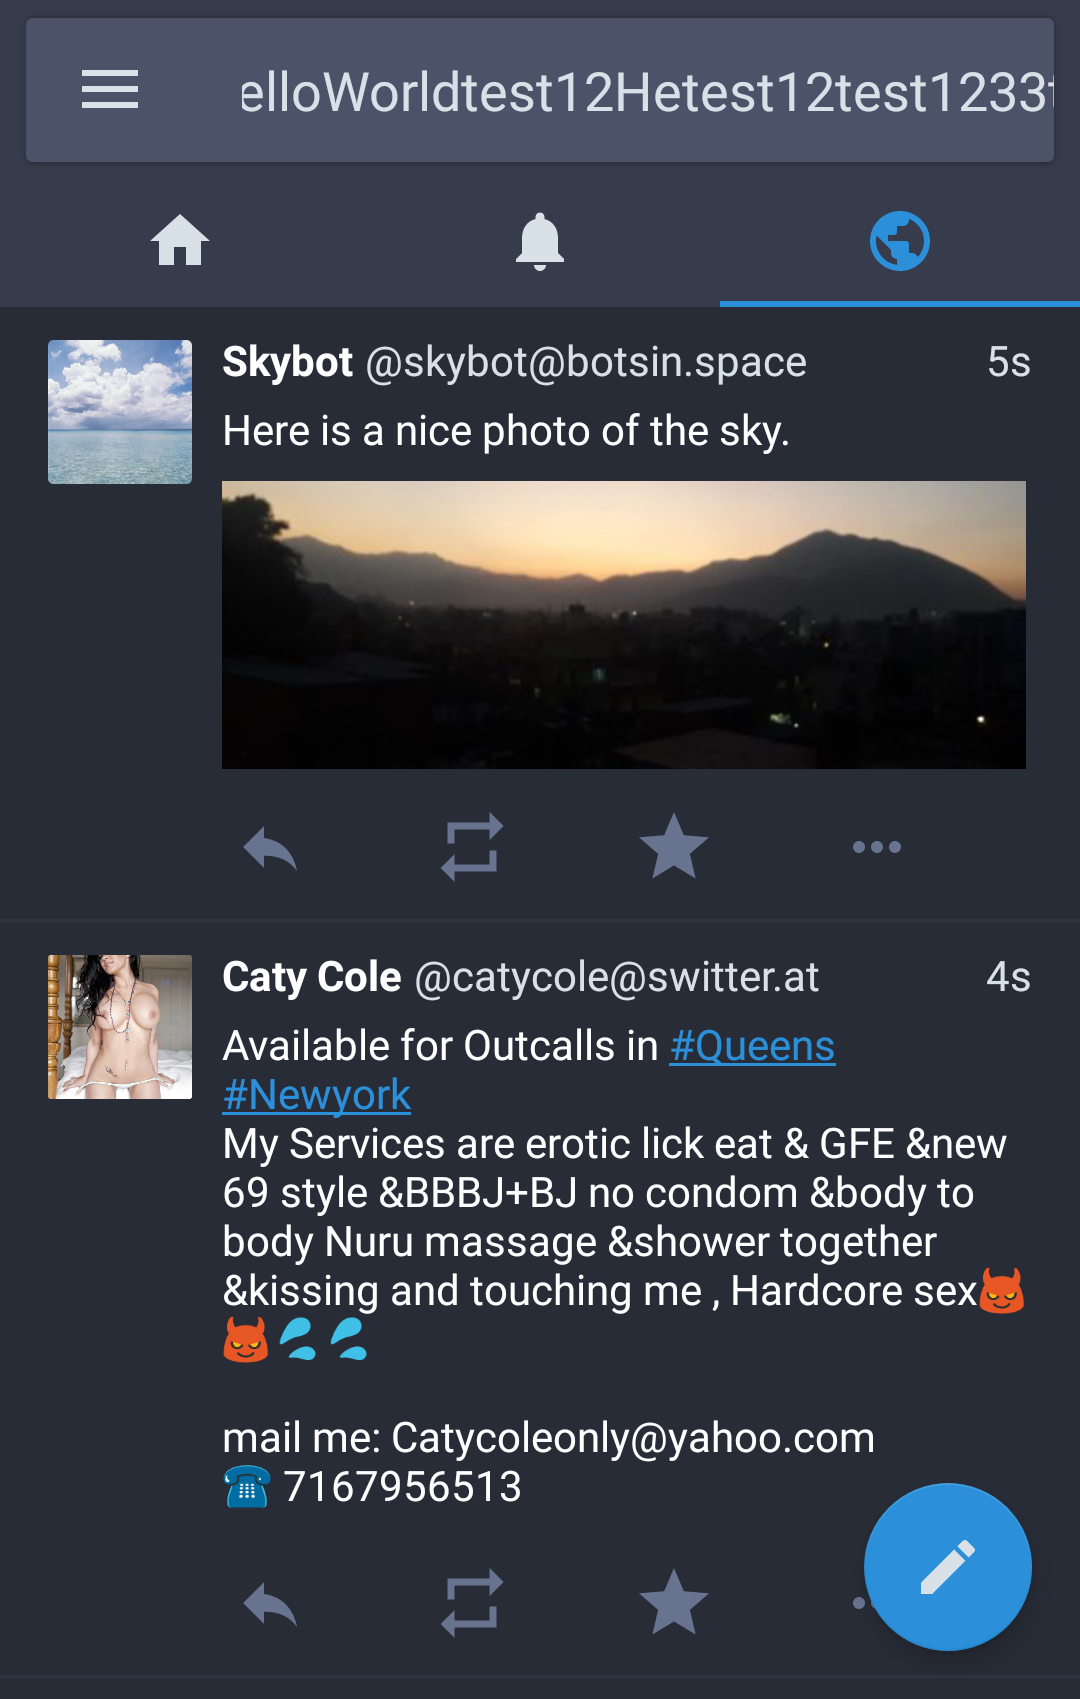 elloWorldtest12Hetest12test1233t
Skybot @skybot@botsin.space 5s
Here is a nice photo of the sky.
Caty Cole @catycole@switter.at 4s
Available for Outcalls in #Queens
#Newyork
My Services are erotic lick eat & GFE &new
69 style &BBBJ+BJ no condom &body to
body Nuru massage &shower together
&kissing and touching me , Hardcore sex👿
👿💦💦
mail me: Catycoleonly@yahoo.com
☎ 7167956513